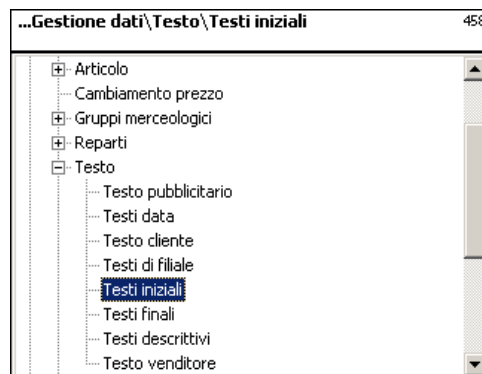 ...Gestione dati\Testo\Testi iniziali 458
Articolo
Cambiamento prezzo
Gruppi merceologici
Reparti
Testo
Testo pubblicitario
Testi data
Testo cliente
Testi di filiale
Testi iniziali
Testi finali
Testi descrittivi
Testo venditore